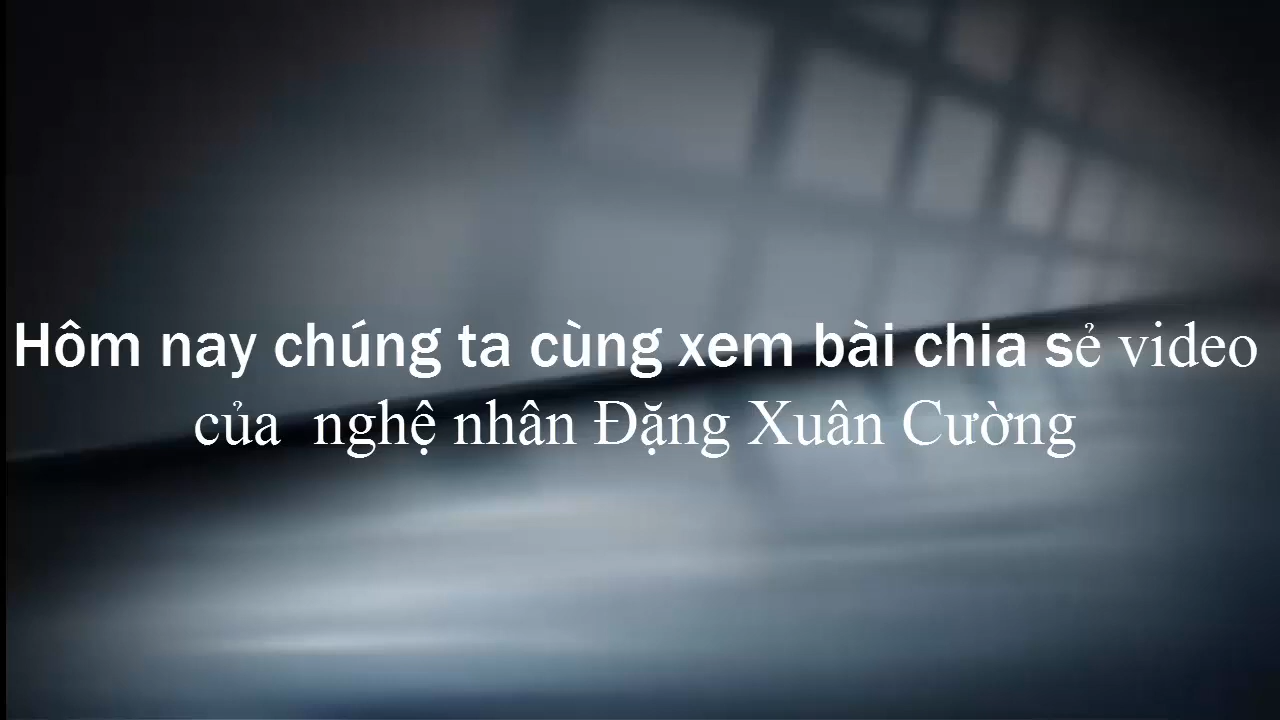 Hôm nay chúng ta cùng xem bài chia sẻ video
của nghệ nhân Đặng Xuân Cường